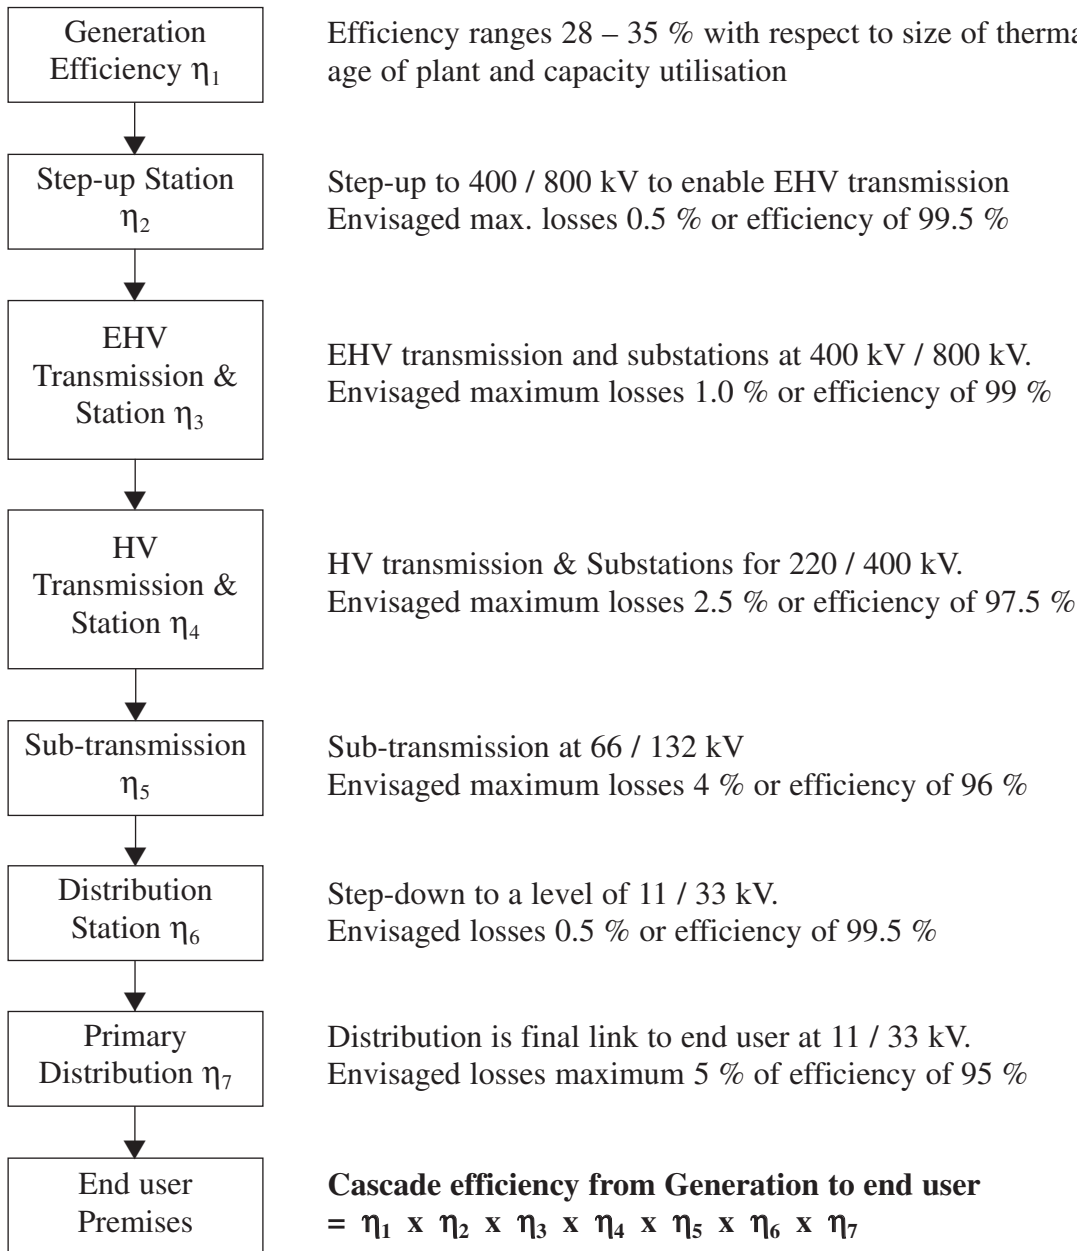 Generation
Efficiency η₁
Efficiency ranges 28 – 35 % with respect to size of therma
age of plant and capacity utilisation
Step-up Station
η₂
Step-up to 400 / 800 kV to enable EHV transmission
Envisaged max. losses 0.5 % or efficiency of 99.5 %
EHV
Transmission &
Station η₃
EHV transmission and substations at 400 kV / 800 kV.
Envisaged maximum losses 1.0 % or efficiency of 99 %
HV
Transmission &
Station η₄
HV transmission & Substations for 220 / 400 kV.
Envisaged maximum losses 2.5 % or efficiency of 97.5 %
Sub-transmission
η₅
Sub-transmission at 66 / 132 kV
Envisaged maximum losses 4 % or efficiency of 96 %
Distribution
Station η₆
Step-down to a level of 11 / 33 kV.
Envisaged losses 0.5 % or efficiency of 99.5 %
Primary
Distribution η₇
Distribution is final link to end user at 11 / 33 kV.
Envisaged losses maximum 5 % of efficiency of 95 %
End user
Premises
Cascade efficiency from Generation to end user
= η₁ x η₂ x η₃ x η₄ x η₅ x η₆ x η₇